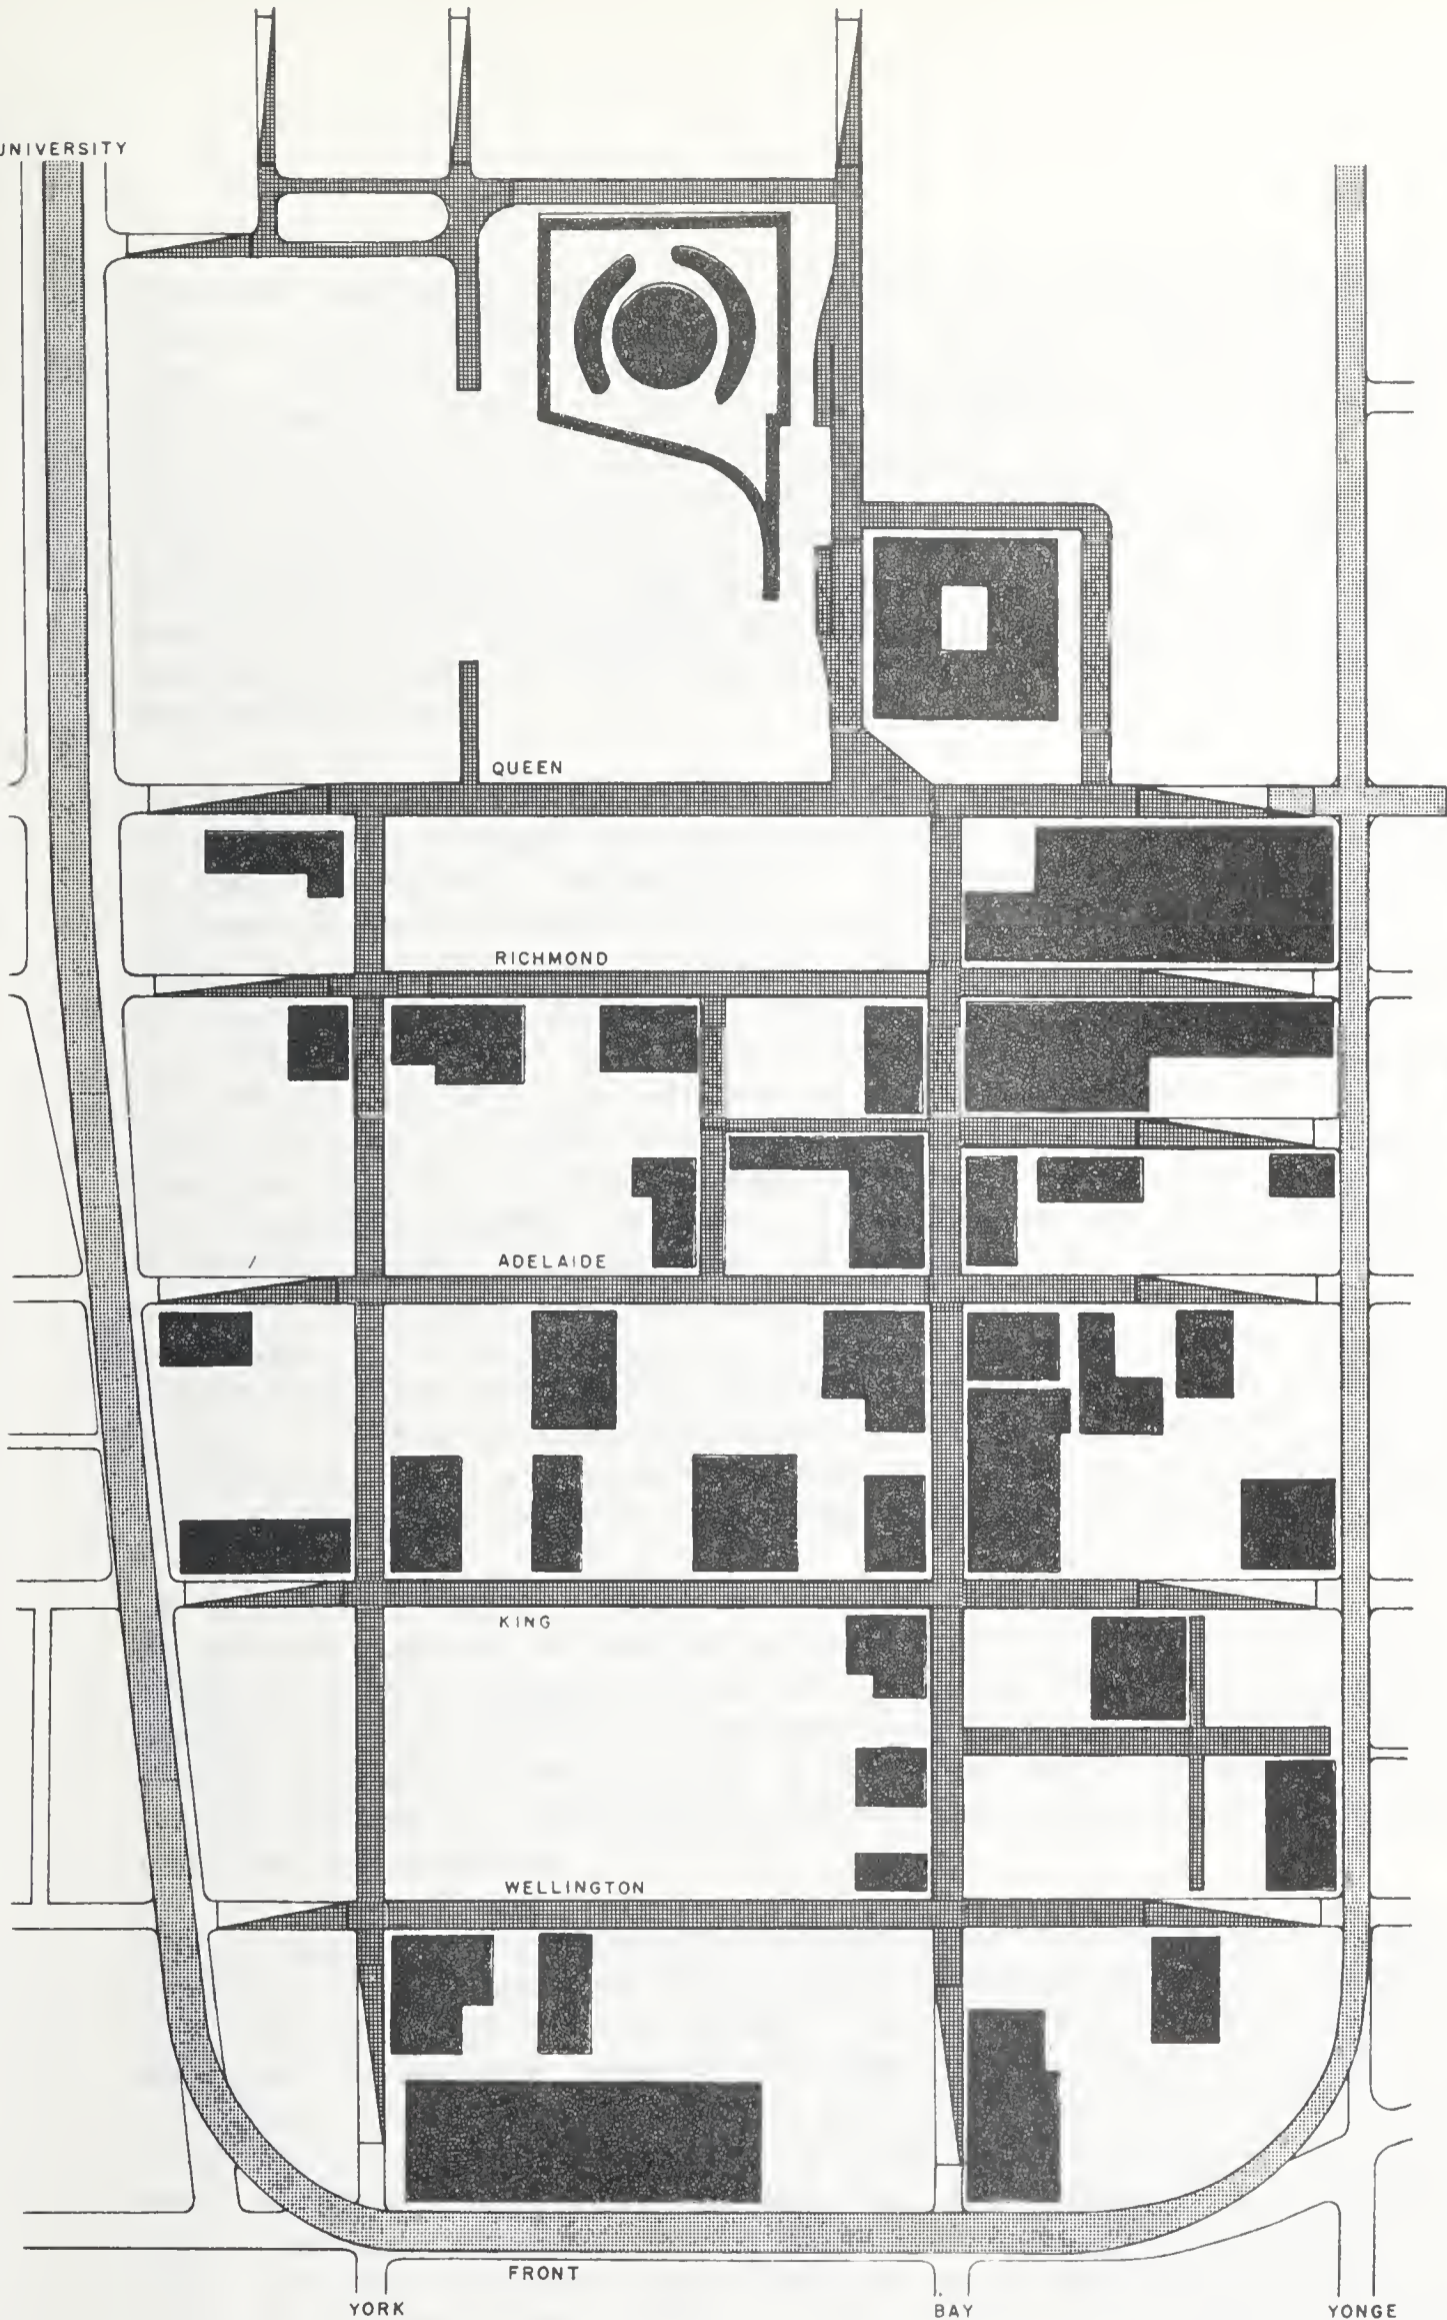 UNIVERSITY
QUEEN
RICHMOND
ADELAIDE
KING
WELLINGTON
FRONT
YORK
BAY
YONGE